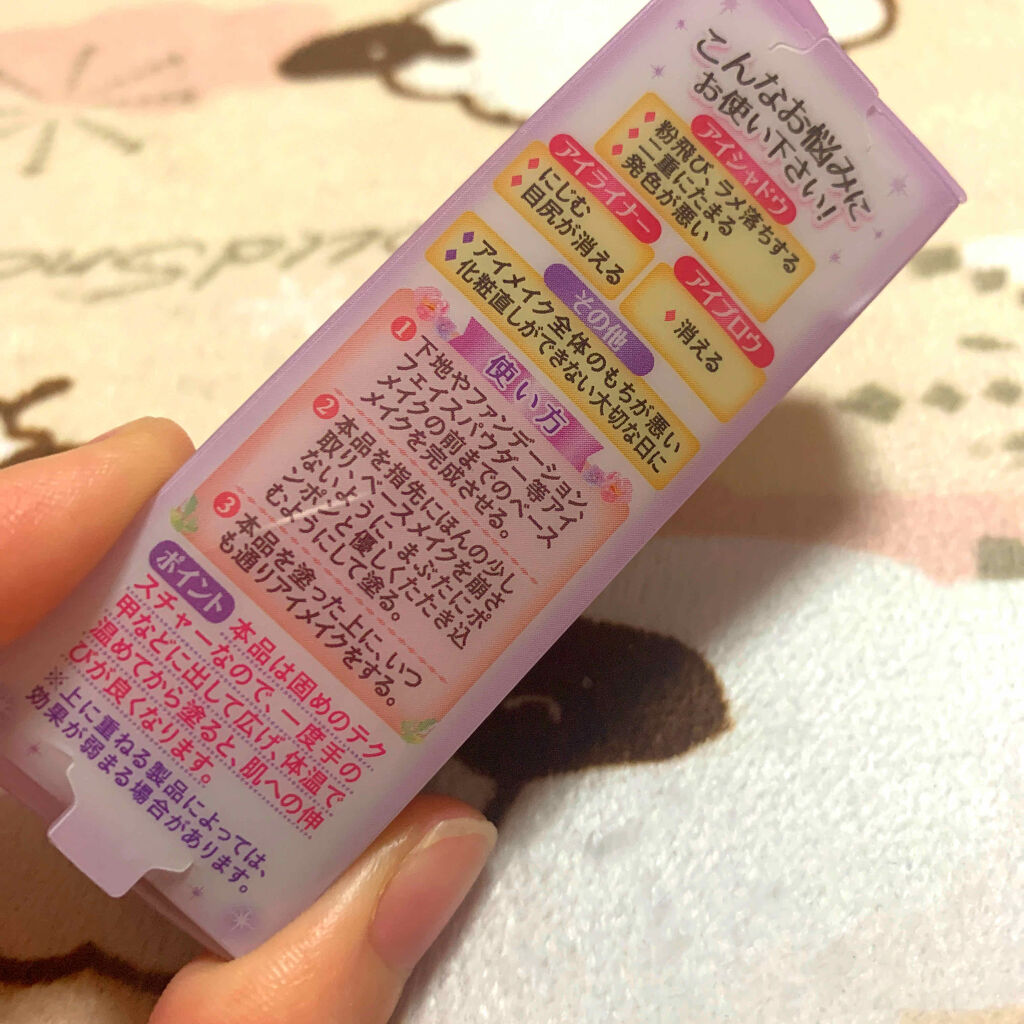 こんなお悩みに
お使い下さい!
アイシャドウ
粉飛び、ラメ落ちする
二重にたまる
発色が悪い
アイライナー
にじむ
目尻が消える
アイブロウ
消える
その他
アイメイク全体のもちが悪い
化粧直しができない大切な日に
使い方
1 下地やファンデーション、
フェイスパウダー等アイ
メイクの前までのベース
メイクを完成させる。
2 本品を指先にほんの少し
取り、ベースメイクを崩さ
ないように、まぶたにポ
ンポンと優しくたたき込
むようにして塗る。
3 本品を塗った上に、いつ
も通りアイメイクをする。
ポイント 本品は固めのテク
スチャーなので、一度手の
甲などに出して広げ、体温で
温めてから塗ると、肌への伸
びが良くなります。
※上に重ねる製品によっては、
効果が弱まる場合があります。